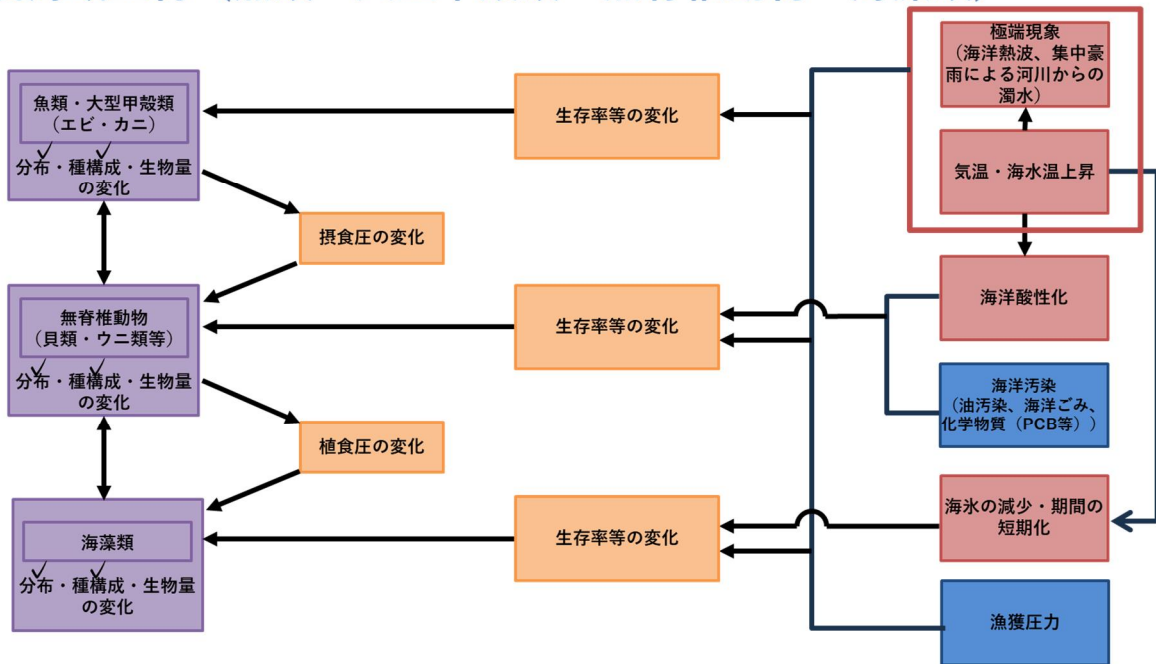 極端現象
（海洋熱波、集中豪
雨による河川からの
濁水）
魚類・大型甲殻類
（エビ・カニ）
生存率等の変化
分布・種構成・生物量
の変化
気温・海水温上昇
摂食圧の変化
海洋酸性化
無脊椎動物
（貝類・ウニ類等）
生存率等の変化
分布・種構成・生物量
の変化
海洋汚染
（油汚染、海洋ごみ、
化学物質（PCB等））
植食圧の変化
海氷の減少・期間の
短期化
海藻類
生存率等の変化
分布・種構成・生物量
の変化
漁獲圧力